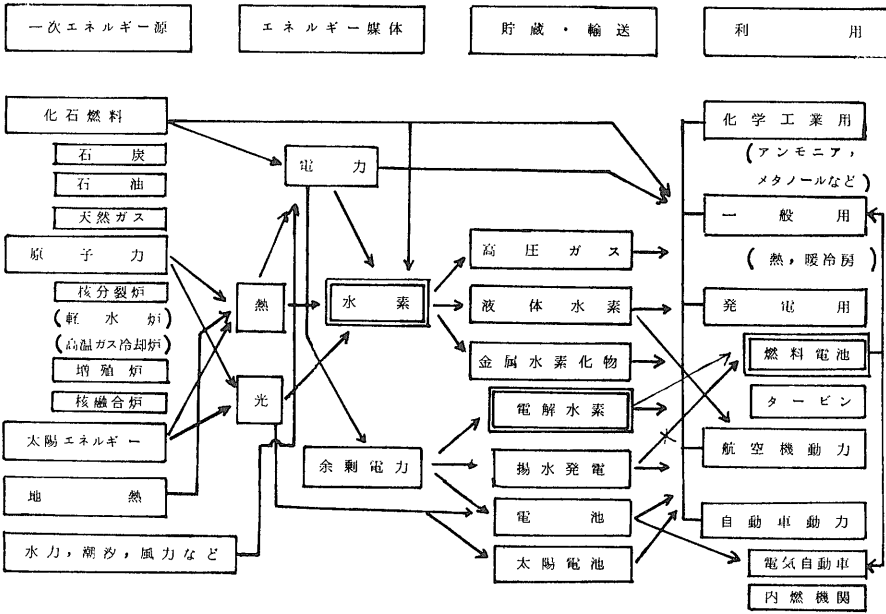 一次エネルギー源
エネルギー媒体
貯蔵・輸送
利用
化石燃料
石炭
石油
天然ガス
原子力
核分裂炉
(軽水炉)
(高温ガス冷却炉)
増殖炉
核融合炉
太陽エネルギー
地熱
水力，潮汐，風力など
電力
熱
光
水素
余剰電力
高圧ガス
液体水素
金属水素化物
電解水素
揚水発電
電池
太陽電池
化学工業用
(アンモニア，
メタノールなど)
一般用
(熱，暖冷房)
発電用
燃料電池
タービン
航空機動力
自動車動力
電気自動車
内燃機関